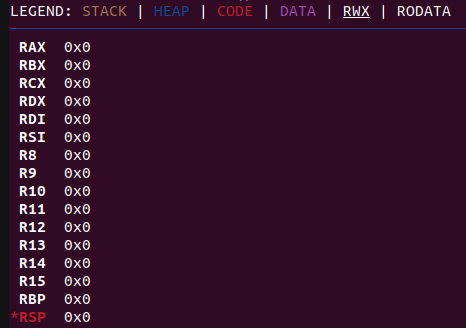 LEGEND: STACK | HEAP | CODE | DATA | RWX | RODATA
RAX 0x0
RBX 0x0
RCX 0x0
RDX 0x0
RDI 0x0
RSI 0x0
R8 0x0
R9 0x0
R10 0x0
R11 0x0
R12 0x0
R13 0x0
R14 0x0
R15 0x0
RBP 0x0
*RSP 0x0